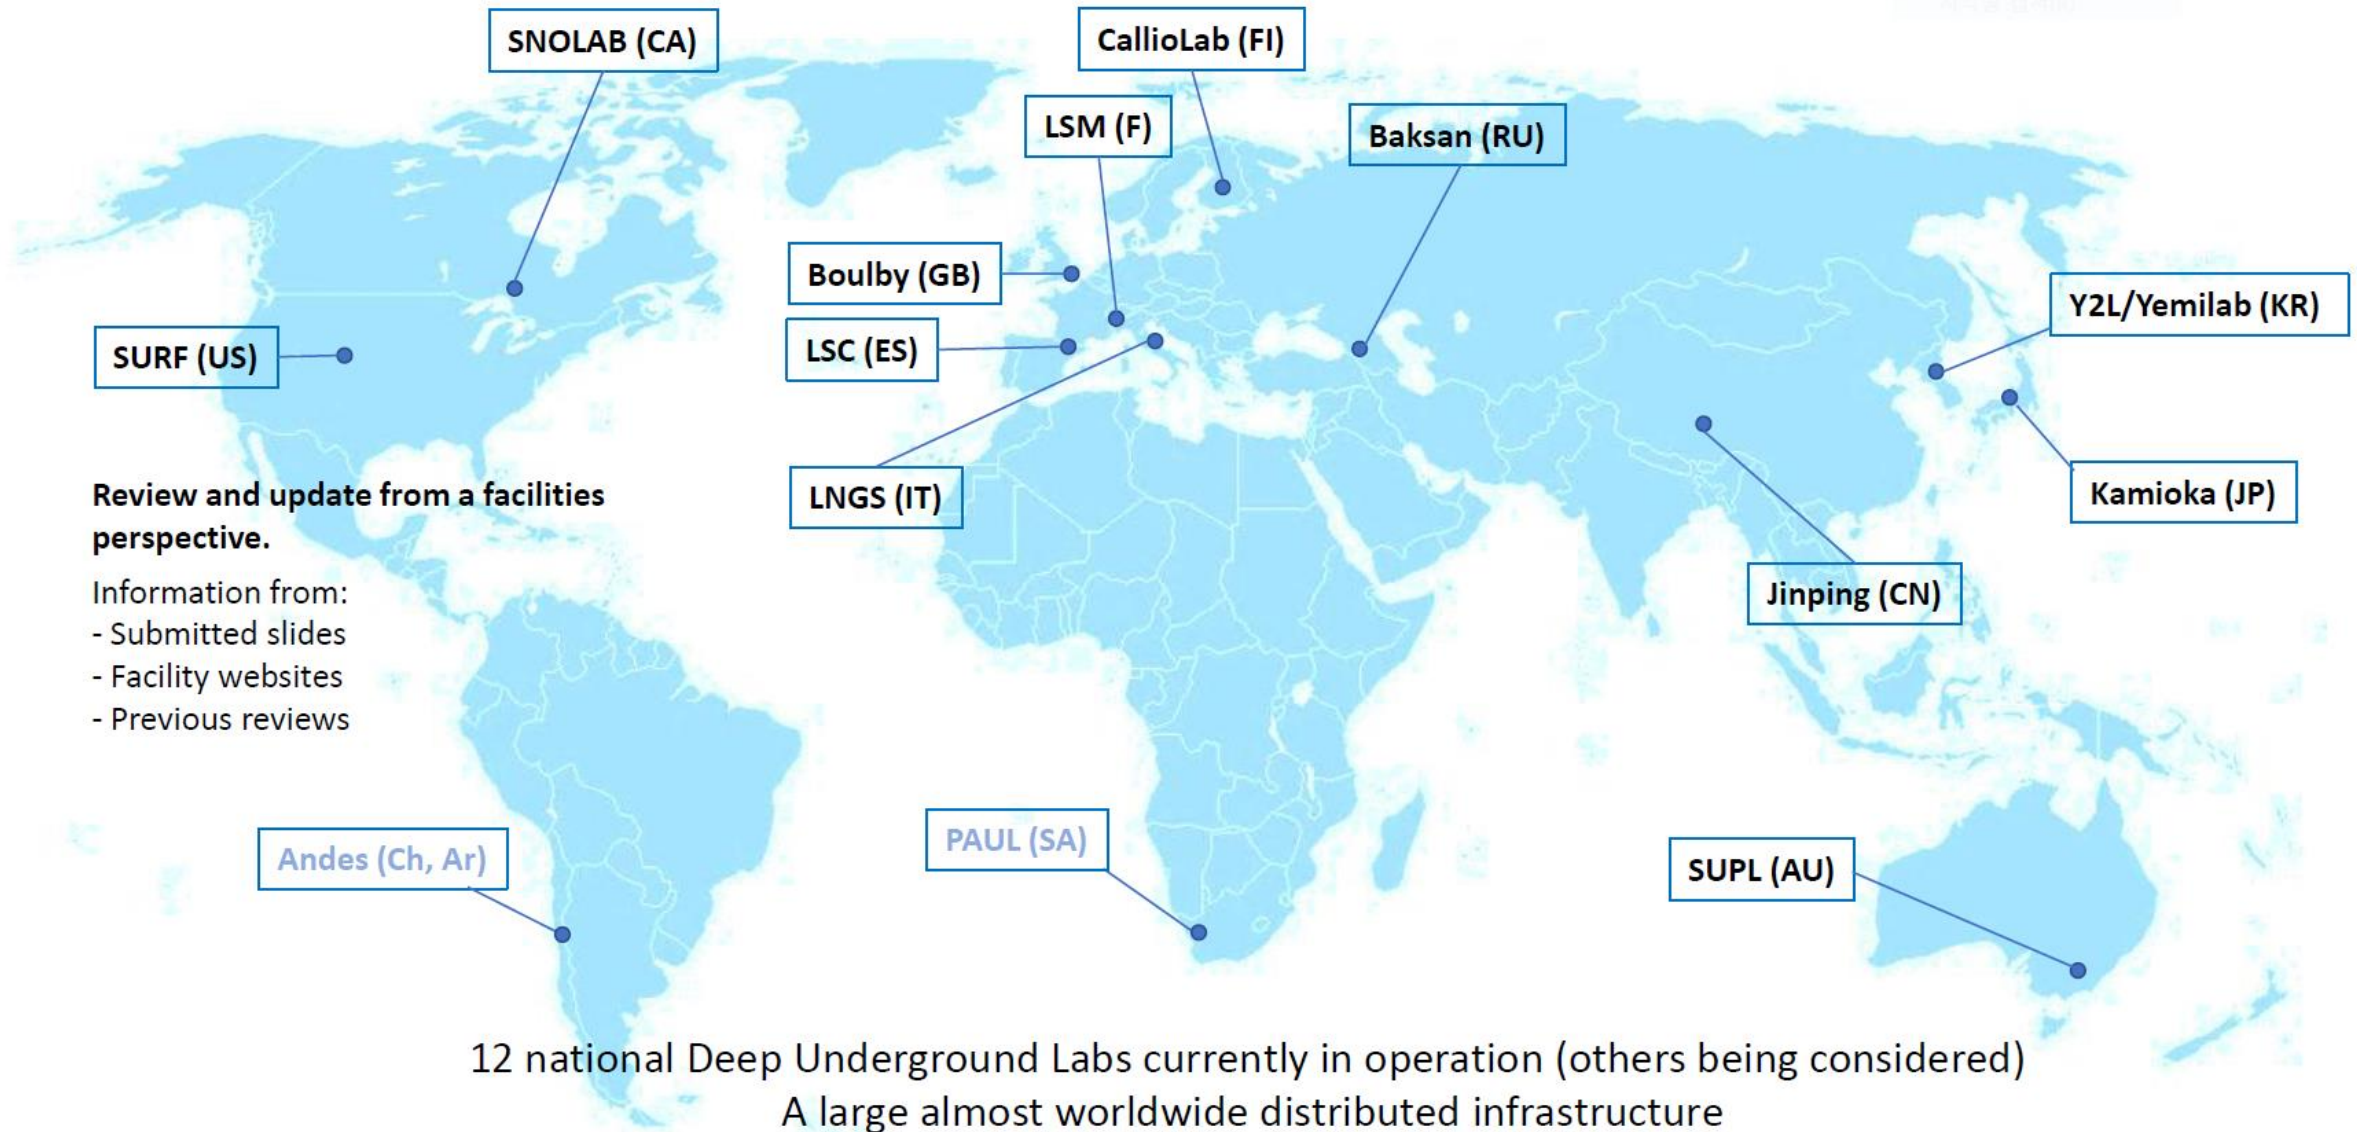 SNOLAB (CA)
CallioLab (FI)
LSM (F)
Baksan (RU)
Boulby (GB)
Y2L/Yemilab (KR)
SURF (US)
LSC (ES)
LNGS (IT)
Kamioka (JP)
Review and update from a facilities
perspective.
Information from:
- Submitted slides
- Facility websites
- Previous reviews
Jinping (CN)
Andes (Ch, Ar)
PAUL (SA)
SUPL (AU)
12 national Deep Underground Labs currently in operation (others being considered)
A large almost worldwide distributed infrastructure